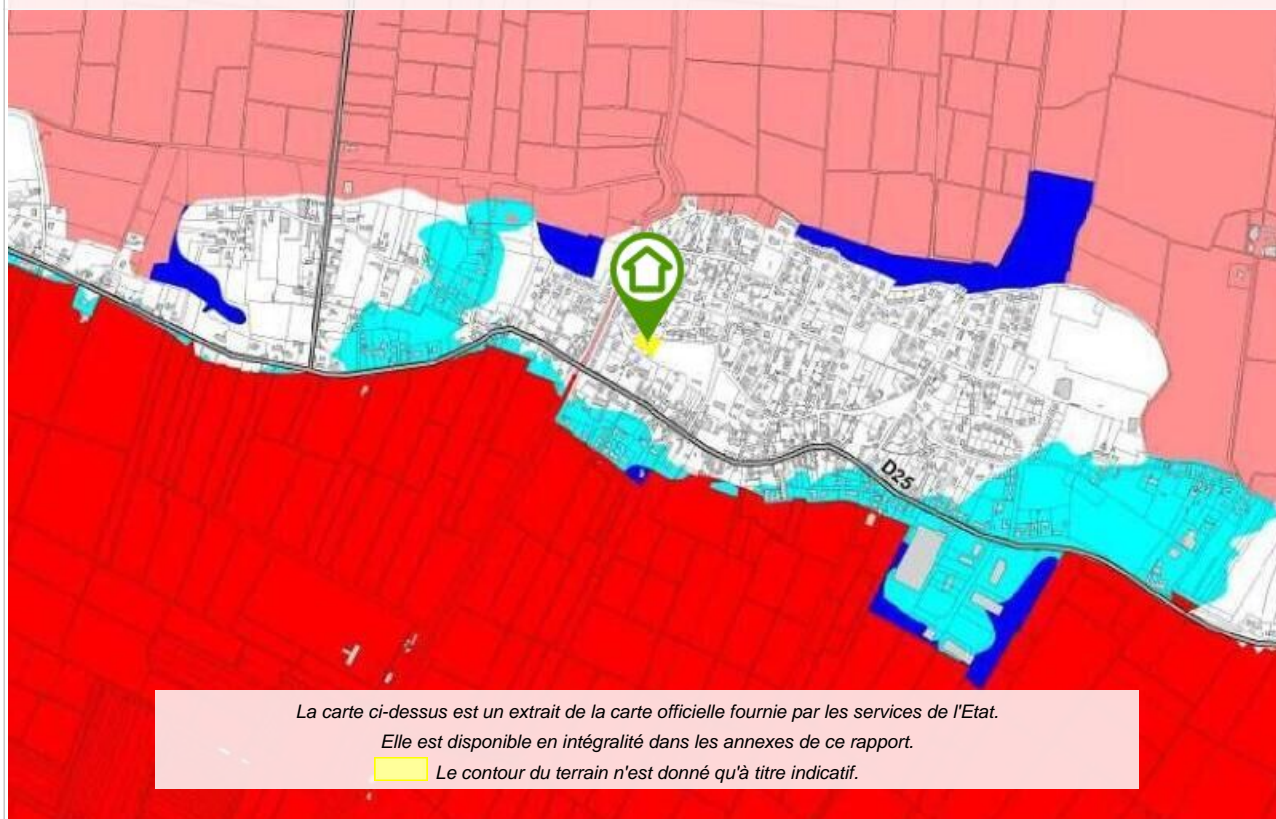 D25
La carte ci-dessus est un extrait de la carte officielle fournie par les services de l'Etat.
Elle est disponible en intégralité dans les annexes de ce rapport.
Le contour du terrain n'est donné qu'à titre indicatif.